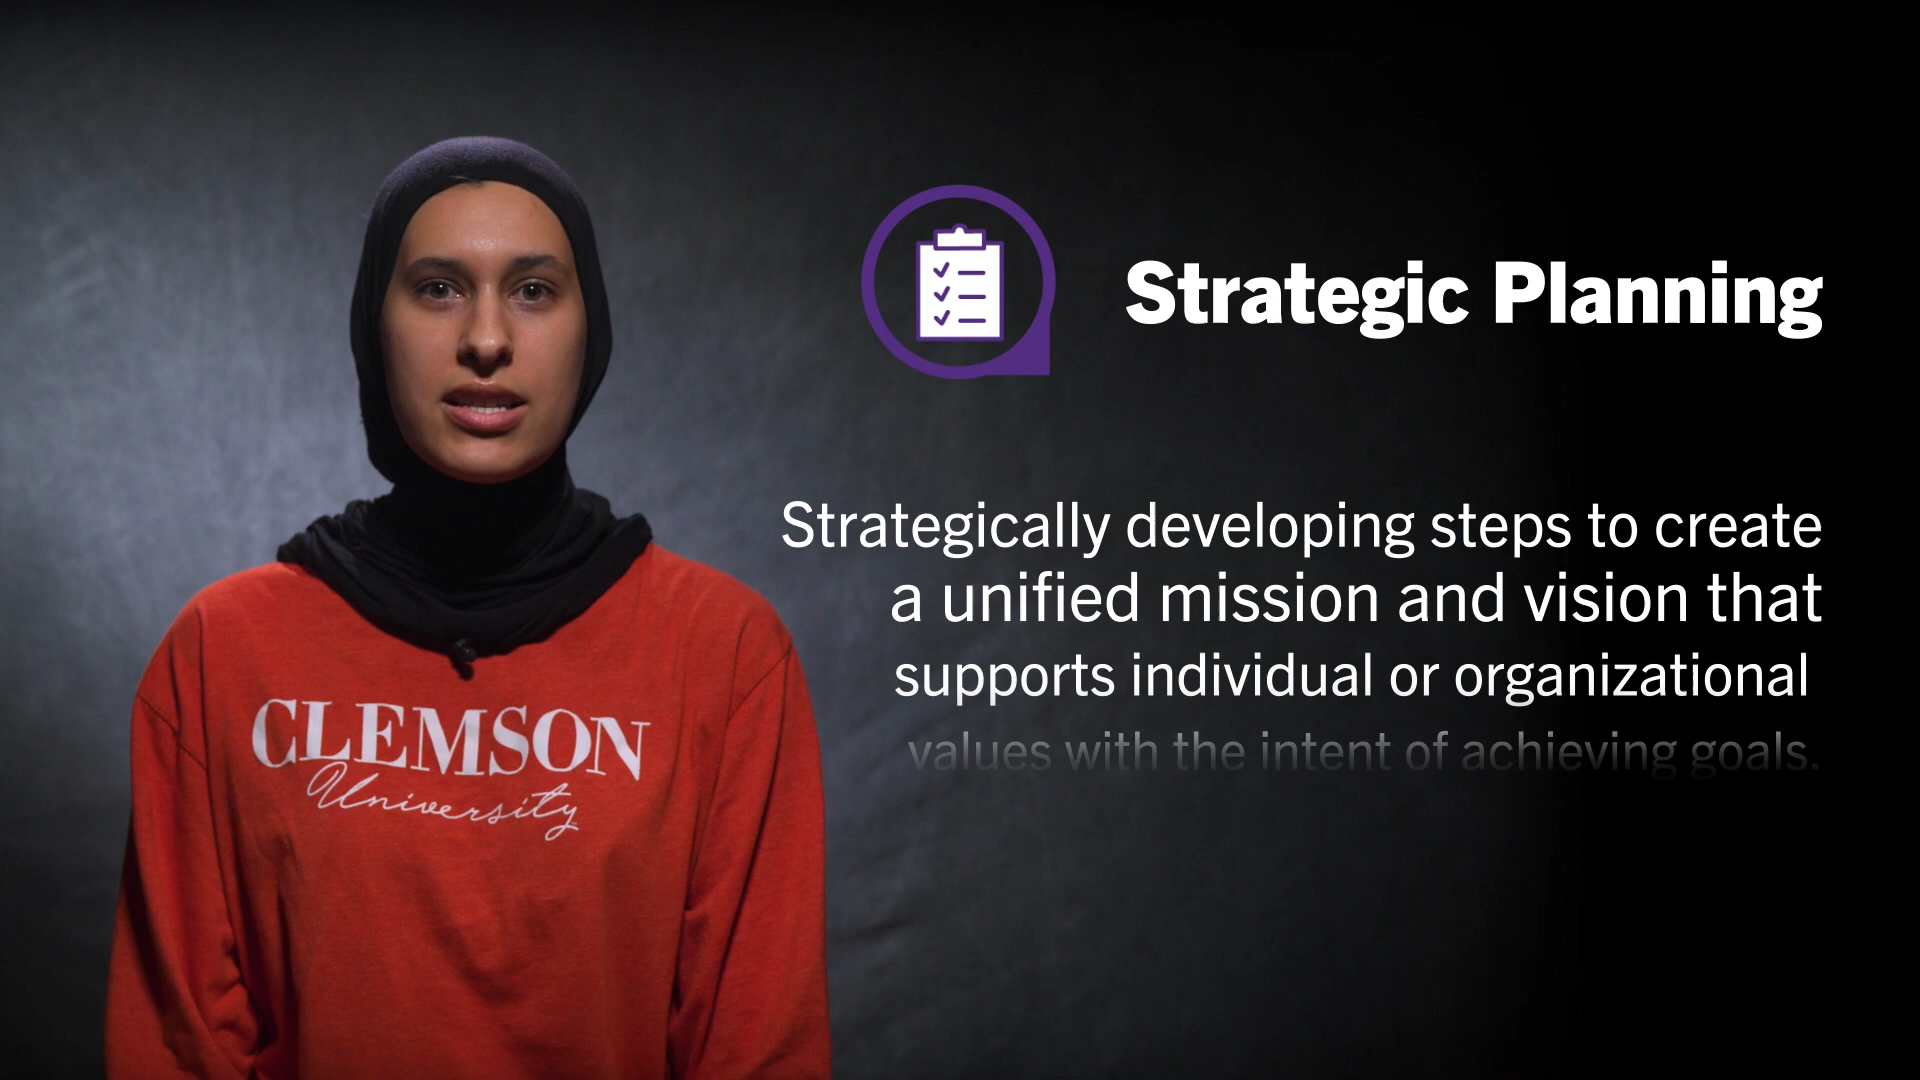 Strategic Planning
Strategically developing steps to create
a unified mission and vision that
supports individual or organizational
values with the intent of achieving goals.
CLEMSON
University